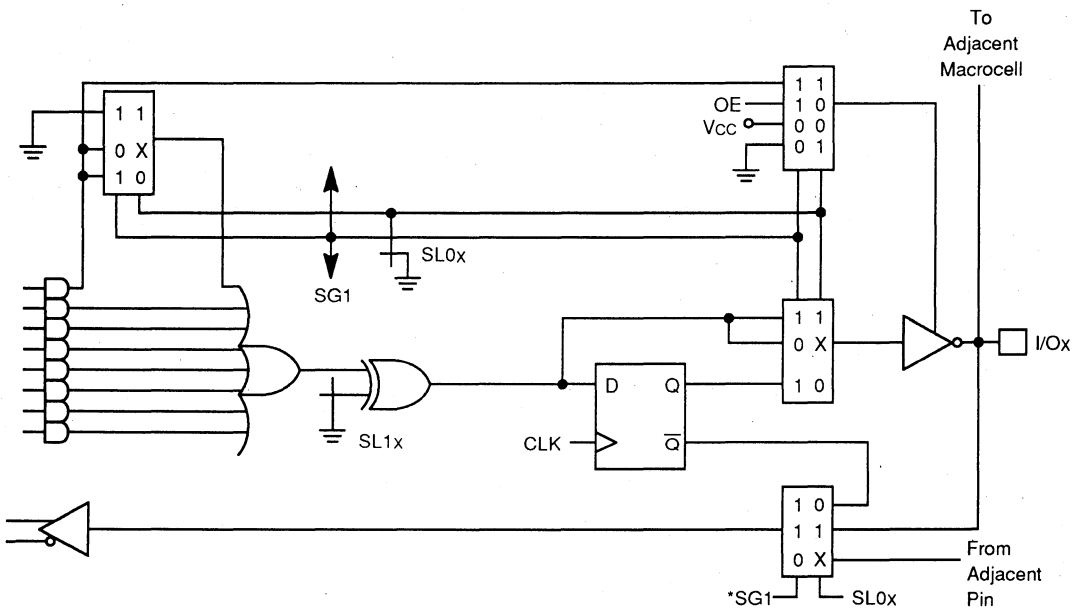 To
Adjacent
Macrocell
1 1
OE
1 0
Vcc
0 0
0 1
1 1
0 X
1 0
SL0x
SG1
1 1
0 X
1 0
I/Ox
D Q
CLK
Q
SL1x
1 0
1 1
0 X
From
Adjacent
Pin
*SG1
SL0x